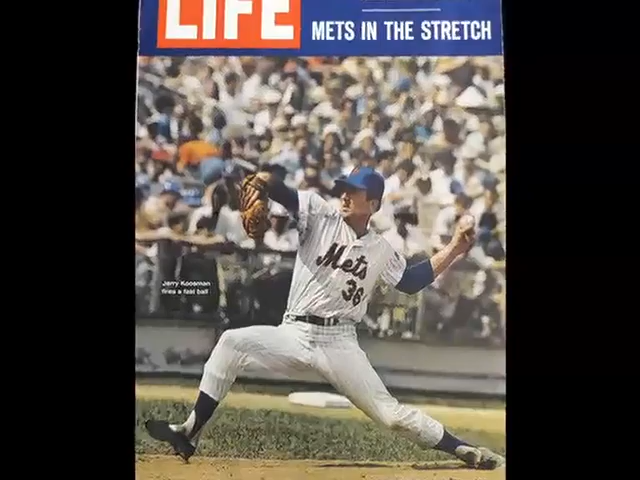 LIFE
METS IN THE STRETCH
Jerry Koosman
fires a fast ball
Mets
36